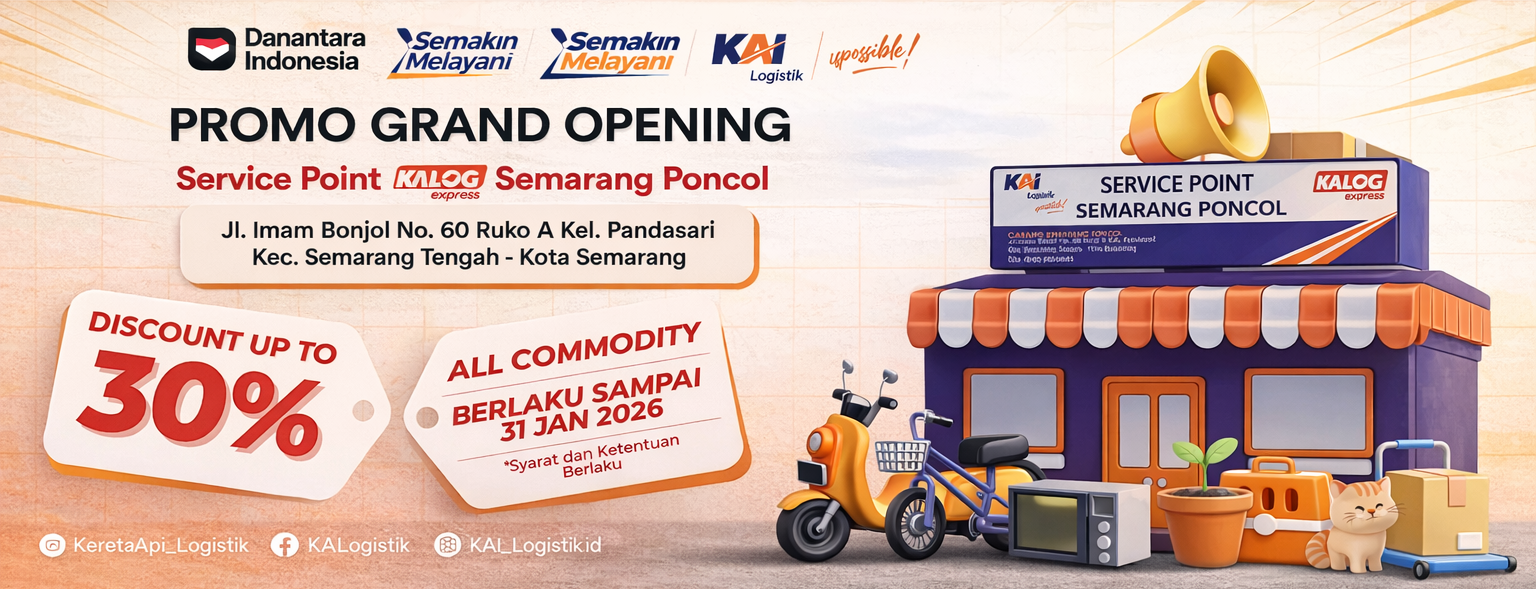 Danantara
Indonesia
Semakin
Melayani
Semakin
Melayani
KAI
Logistik
ispossible!
PROMO GRAND OPENING
Service Point KALOG express Semarang Poncol
Jl. Imam Bonjol No. 60 Ruko A Kel. Pandasari
Kec. Semarang Tengah - Kota Semarang
DISCOUNT UP TO
30%
ALL COMMODITY
BERLAKU SAMPAI
31 JAN 2026
*Syarat dan Ketentuan
Berlaku
KAI
SERVICE POINT
SEMARANG PONCOL
KALOG
express
KeretaApi_Logistik
KALogistik
KAI_Logistik.id